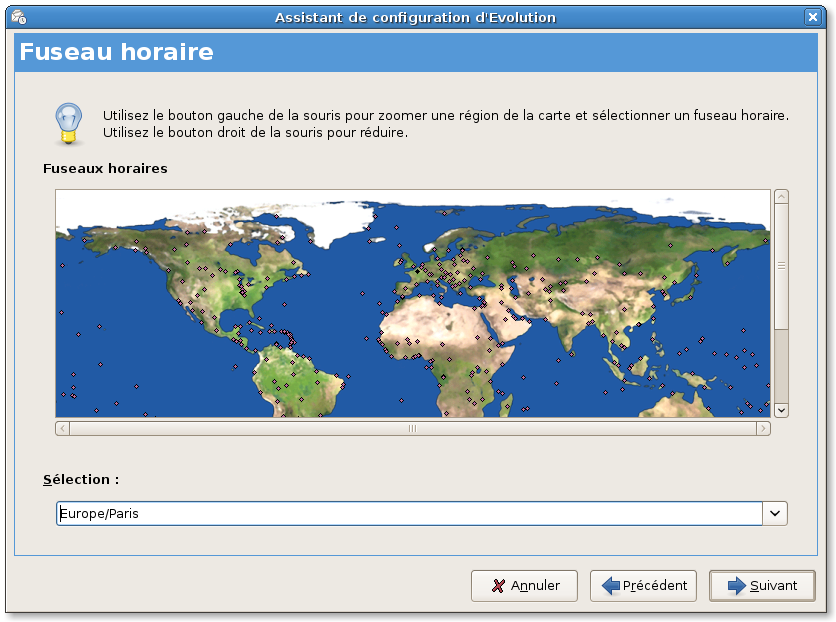 Assistant de configuration d'Evolution
Fuseau horaire
Utilisez le bouton gauche de la souris pour zoomer une région de la carte et sélectionner un fuseau horaire.
Utilisez le bouton droit de la souris pour réduire.
Fuseaux horaires
Sélection :
Europe/Paris
Annuler
Précédent
Suivant